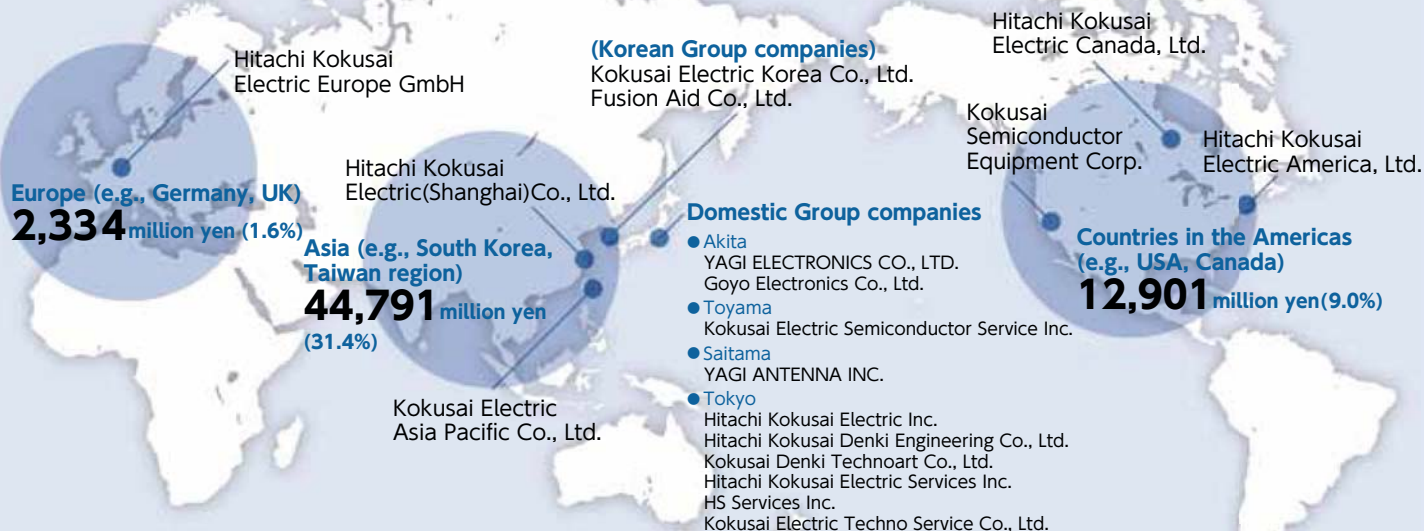 Hitachi Kokusai
Electric Europe GmbH
Europe (e.g., Germany, UK)
2,334 million yen (1.6%)
Hitachi Kokusai
Electric(Shanghai)Co., Ltd.
Asia (e.g., South Korea,
Taiwan region)
44,791 million yen
(31.4%)
Kokusai Electric
Asia Pacific Co., Ltd.
(Korean Group companies)
Kokusai Electric Korea Co., Ltd.
Fusion Aid Co., Ltd.
Domestic Group companies
● Akita
YAGI ELECTRONICS CO., LTD.
Goyo Electronics Co., Ltd.
● Toyama
Kokusai Electric Semiconductor Service Inc.
● Saitama
YAGI ANTENNA INC.
● Tokyo
Hitachi Kokusai Electric Inc.
Hitachi Kokusai Denki Engineering Co., Ltd.
Kokusai Denki Technoart Co., Ltd.
Hitachi Kokusai Electric Services Inc.
HS Services Inc.
Kokusai Electric Techno Service Co., Ltd.
Hitachi Kokusai
Electric Canada, Ltd.
Kokusai
Semiconductor
Equipment Corp.
Hitachi Kokusai
Electric America, Ltd.
Countries in the Americas
(e.g., USA, Canada)
12,901 million yen(9.0%)